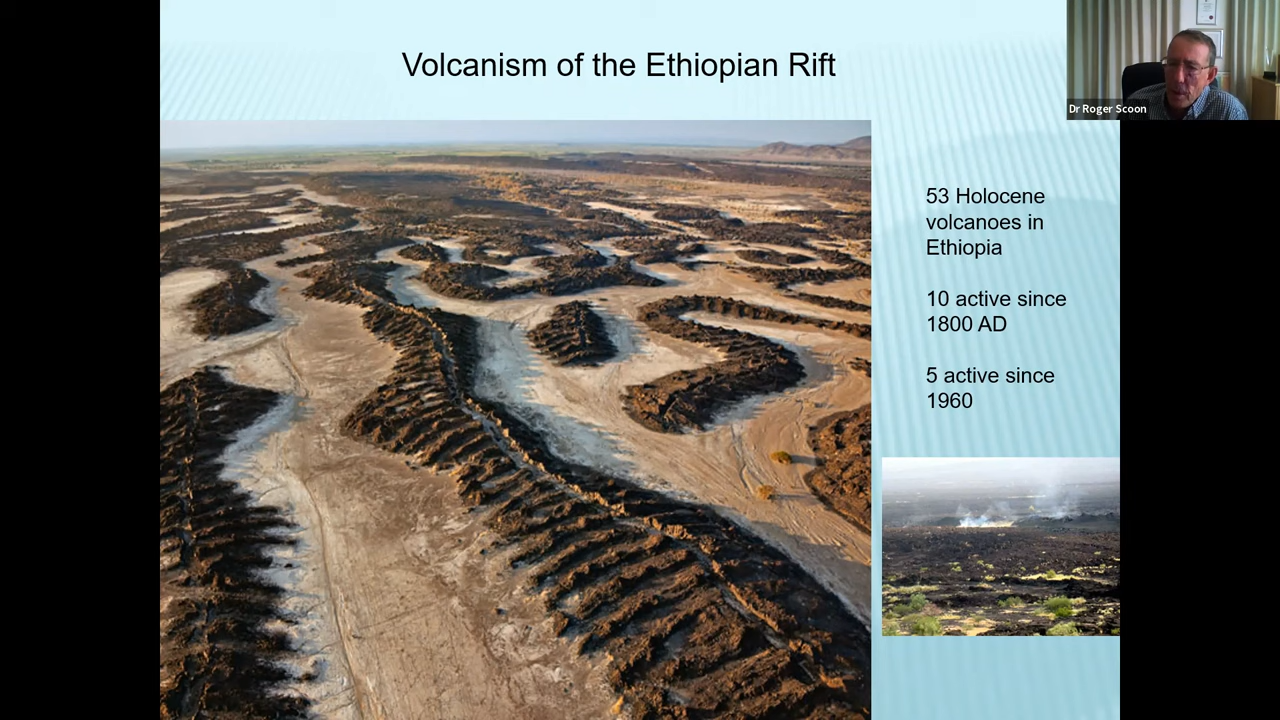 Volcanism of the Ethiopian Rift
Dr Roger Scoon
53 Holocene
volcanoes in
Ethiopia
10 active since
1800 AD
5 active since
1960